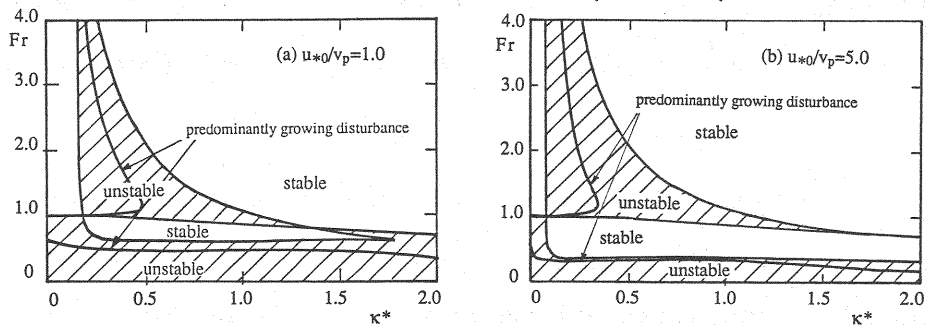 4.0
Fr
3.0
2.0
1.0
0
(a) u*0/vp=1.0
predominantly growing disturbance
stable
unstable
stable
unstable
0 0.5 1.0 1.5 2.0
κ*
5.0
Fr
4.0
3.0
2.0
1.0
0
(b) u*0/vp=5.0
predominantly growing disturbance
stable
unstable
stable
unstable
0 0.5 1.0 1.5 2.0
κ*